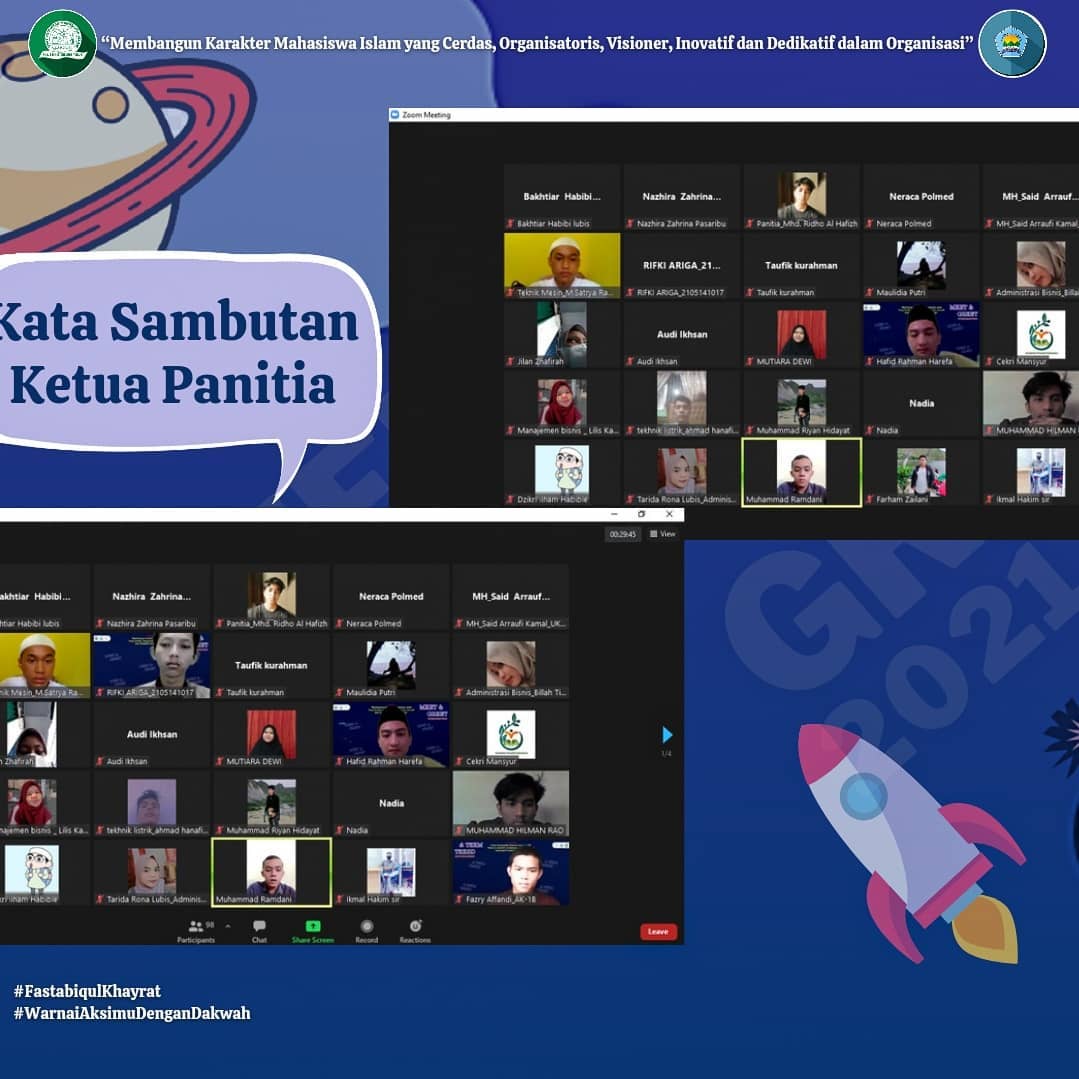 “Membangun Karakter Mahasiswa Islam yang Cerdas, Organisatoris, Visioner, Inovatif dan Dedikatif dalam Organisasi”
Zoom Meeting
Bakhtiar Habibi...
Nazhira Zahrina...
Neraca Polmed
MH_Said Arrauf...
Bakhtiar Habibi lubis
Nazhira Zahrina Pasaribu
Panitia_Mhd. Ridho Al Hafizh
Neraca Polmed
MH_Said Arraufi Kamal
RIFKI ARIGA_21...
Taufik kurahman
Teknik Mesin_M.Satrya Ra...
RIFKI ARIGA_2105141017
Taufik kurahman
Maulidia Putri
Administrasi Bisnis_Billah
MEET &
GREET
Audi Ikhsan
Jilan Zhafirah
Audi Ikhsan
MUTIARA DEWI
Hafid Rahman Harefa
Cekri Mansyur
Nadia
Manajemen bisnis _ Lilis Ka...
tekhnik listrik_ahmad hanafi...
Muhammad Riyan Hidayat
Nadia
MUHAMMAD HILMAN
Dzikri ilham Habibie
Tarida Rona Lubis_Adminis...
Muhammad Ramdani
Farham Zailani
Ikmal Hakim sir
Kata Sambutan
Ketua Panitia
00:29:45
View
akhtiar Habibi...
Nazhira Zahrina...
Neraca Polmed
MH_Said Arrauf...
htiar Habibi lubis
Nazhira Zahrina Pasaribu
Panitia_Mhd. Ridho Al Hafizh
Neraca Polmed
MH_Said Arraufi Kamal_UK...
Taufik kurahman
nik Mesin_M.Satrya Ra...
RIFKI ARIGA_2105141017
Taufik kurahman
Maulidia Putri
Administrasi Bisnis_Billah Ti...
MEET &
GREET
Audi Ikhsan
n Zhafirah
Audi Ikhsan
MUTIARA DEWI
Hafid Rahman Harefa
Cekri Mansyur
1/4
Nadia
najemen bisnis _ Lilis Ka...
tekhnik listrik_ahmad hanafi...
Muhammad Riyan Hidayat
Nadia
MUHAMMAD HILMAN RAO
kri ilham Habibie
Tarida Rona Lubis_Adminis...
Muhammad Ramdani
Ikmal Hakim sir
Fazry Affandi_AK-1B
98
Participants
Chat
Share Screen
Record
Reactions
Leave
GR
2021
#FastabiqulKhayrat
#WarnaiAksimuDenganDakwah